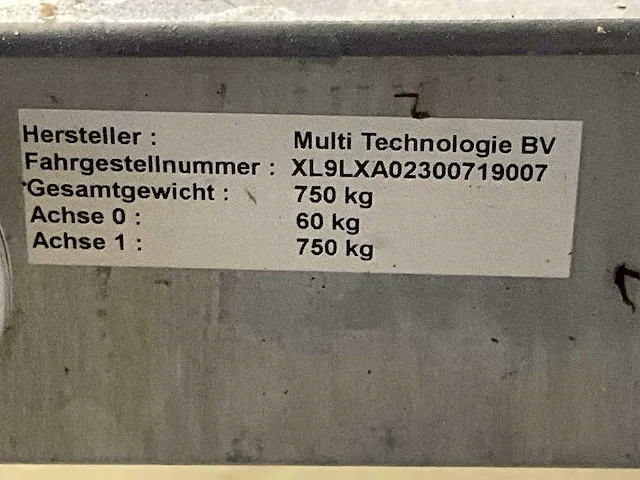 Hersteller : Multi Technologie BV
Fahrgestellnummer : XL9LXA02300719007
Gesamtgewicht : 750 kg
Achse 0 : 60 kg
Achse 1 : 750 kg